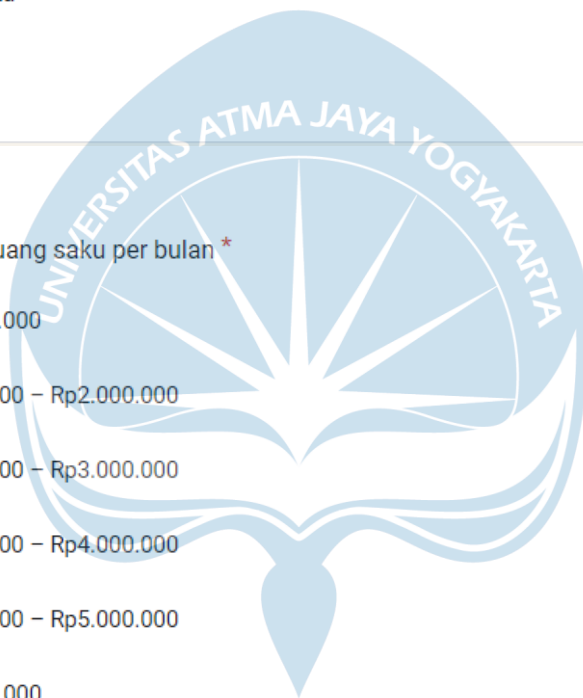 UNIVERSITAS ATMA JAYA YOGYAKARTA
uang saku per bulan *
.000
00 – Rp2.000.000
00 – Rp3.000.000
00 – Rp4.000.000
00 – Rp5.000.000
.000